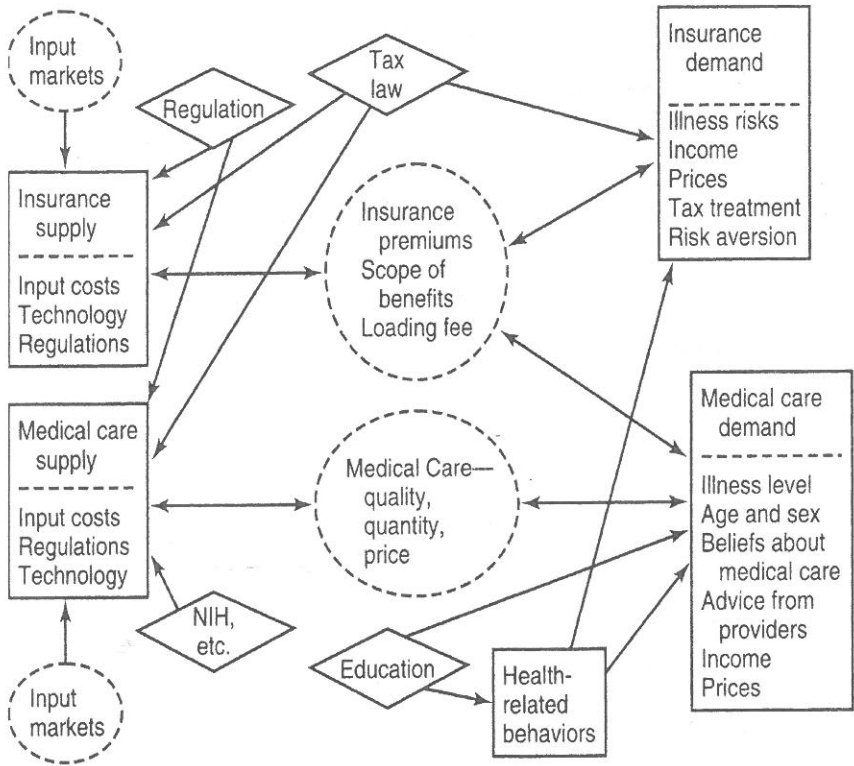 Input
markets
Regulation
Tax
law
Insurance
demand
Illness risks
Income
Prices
Tax treatment
Risk aversion
Insurance
supply
Input costs
Technology
Regulations
Insurance
premiums
Scope of
benefits
Loading fee
Medical care
supply
Input costs
Regulations
Technology
Medical Care—
quality,
quantity,
price
Medical care
demand
Illness level
Age and sex
Beliefs about
medical care
Advice from
providers
Income
Prices
NIH,
etc.
Education
Health-
related
behaviors
Input
markets